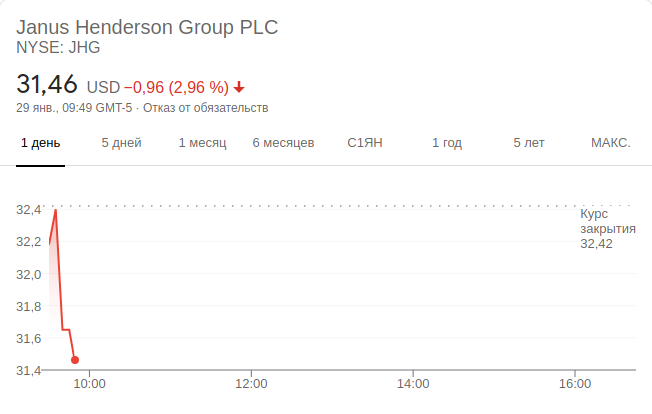 Janus Henderson Group PLC
NYSE: JHG
31,46 USD −0,96 (2,96 %)
29 янв., 09:49 GMT-5 · Отказ от обязательств
1 день 5 дней 1 месяц 6 месяцев С1ЯН 1 год 5 лет МАКС.
32,4
32,2
32,0
31,8
31,6
31,4
Курс
закрытия
32,42
10:00 12:00 14:00 16:00